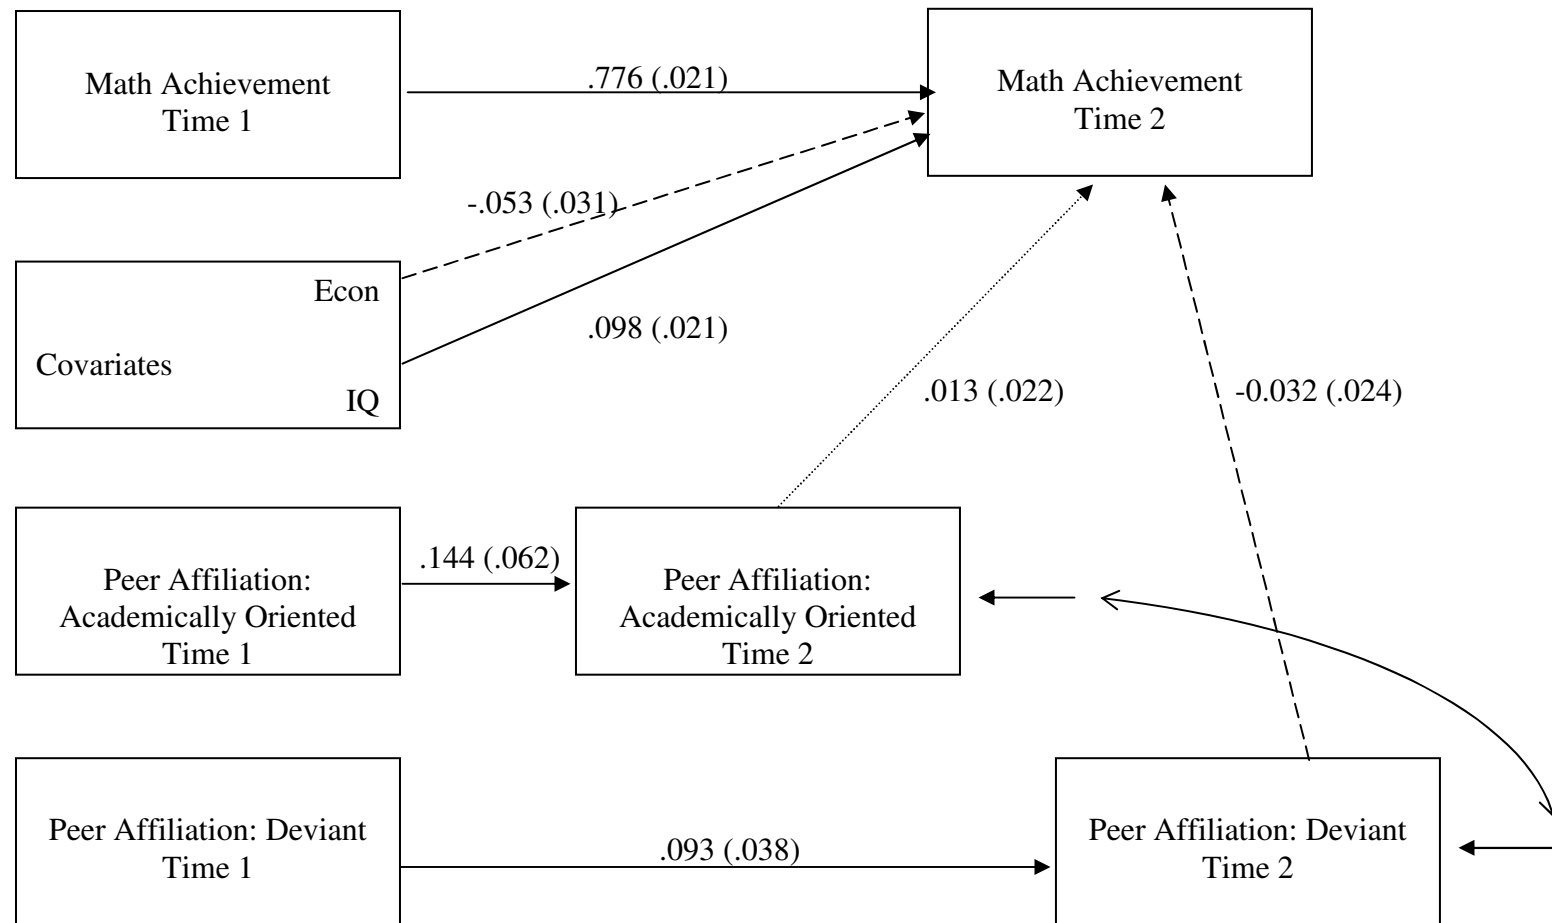 Math Achievement
Time 1
.776 (.021)
Math Achievement
Time 2
-.053 (.031)
Econ
Covariates
IQ
.098 (.021)
.013 (.022)
-0.032 (.024)
Peer Affiliation:
Academically Oriented
Time 1
.144 (.062)
Peer Affiliation:
Academically Oriented
Time 2
Peer Affiliation: Deviant
Time 1
.093 (.038)
Peer Affiliation: Deviant
Time 2